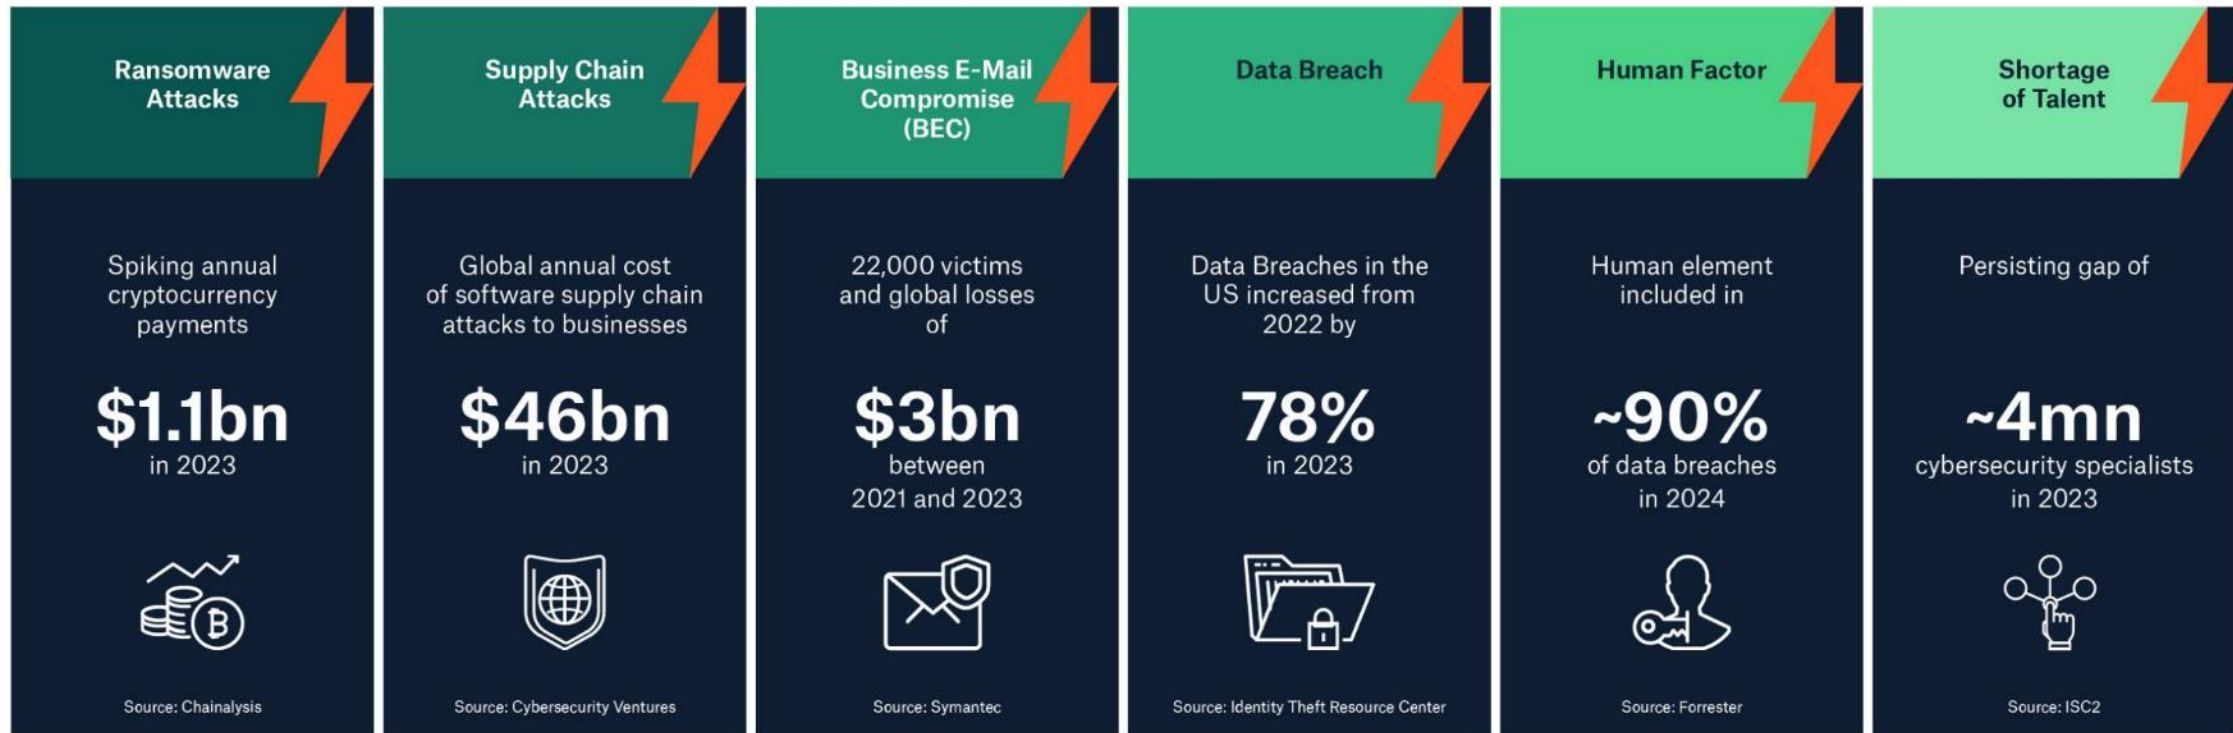 Ransomware
Attacks
Spiking annual
cryptocurrency
payments
$1.1bn
in 2023
Source: Chainalysis
Supply Chain
Attacks
Global annual cost
of software supply chain
attacks to businesses
$46bn
in 2023
Source: Cybersecurity Ventures
Business E-Mail
Compromise
(BEC)
22,000 victims
and global losses
of
$3bn
between
2021 and 2023
Source: Symantec
Data Breach
Data Breaches in the
US increased from
2022 by
78%
in 2023
Source: Identity Theft Resource Center
Human Factor
Human element
included in
~90%
of data breaches
in 2024
Source: Forrester
Shortage
of Talent
Persisting gap of
~4mn
cybersecurity specialists
in 2023
Source: ISC2